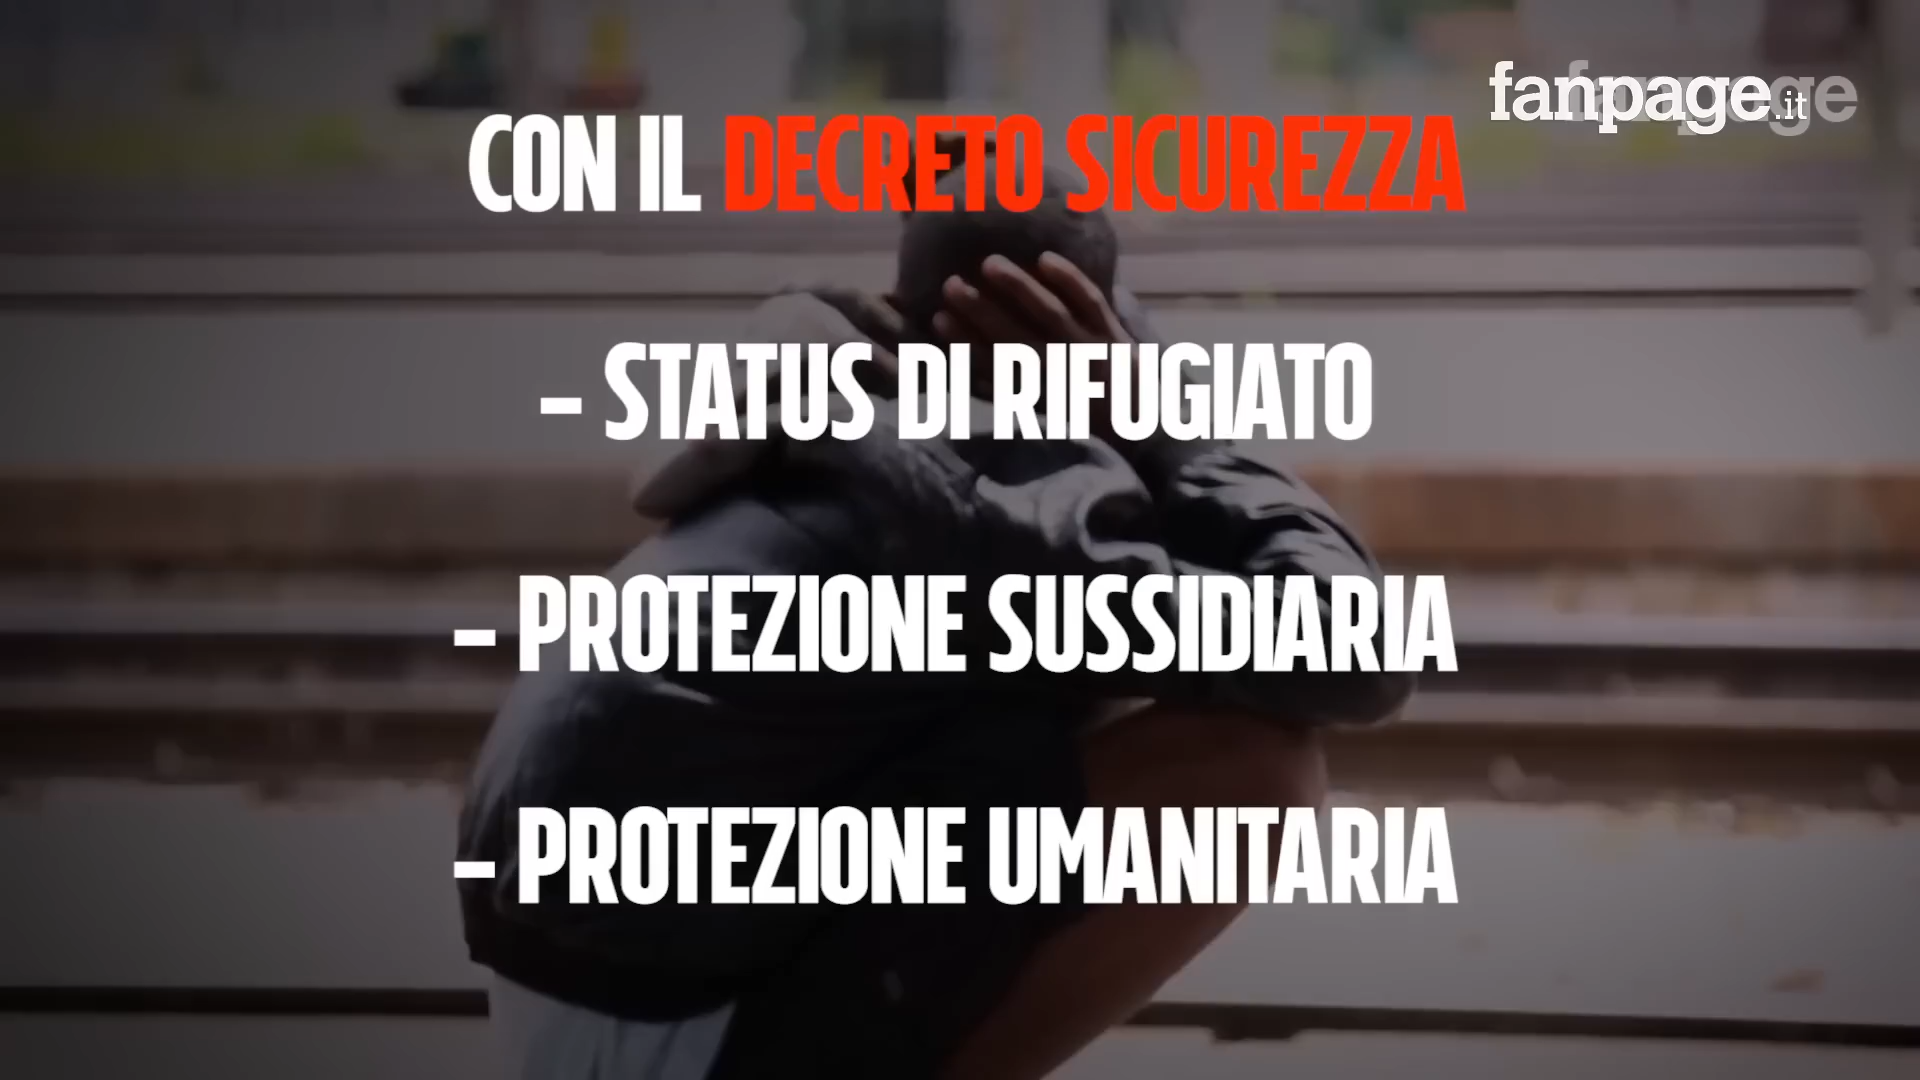 fanpage.it
CON IL DECRETO SICUREZZA
- STATUS DI RIFUGIATO
- PROTEZIONE SUSSIDIARIA
- PROTEZIONE UMANITARIA